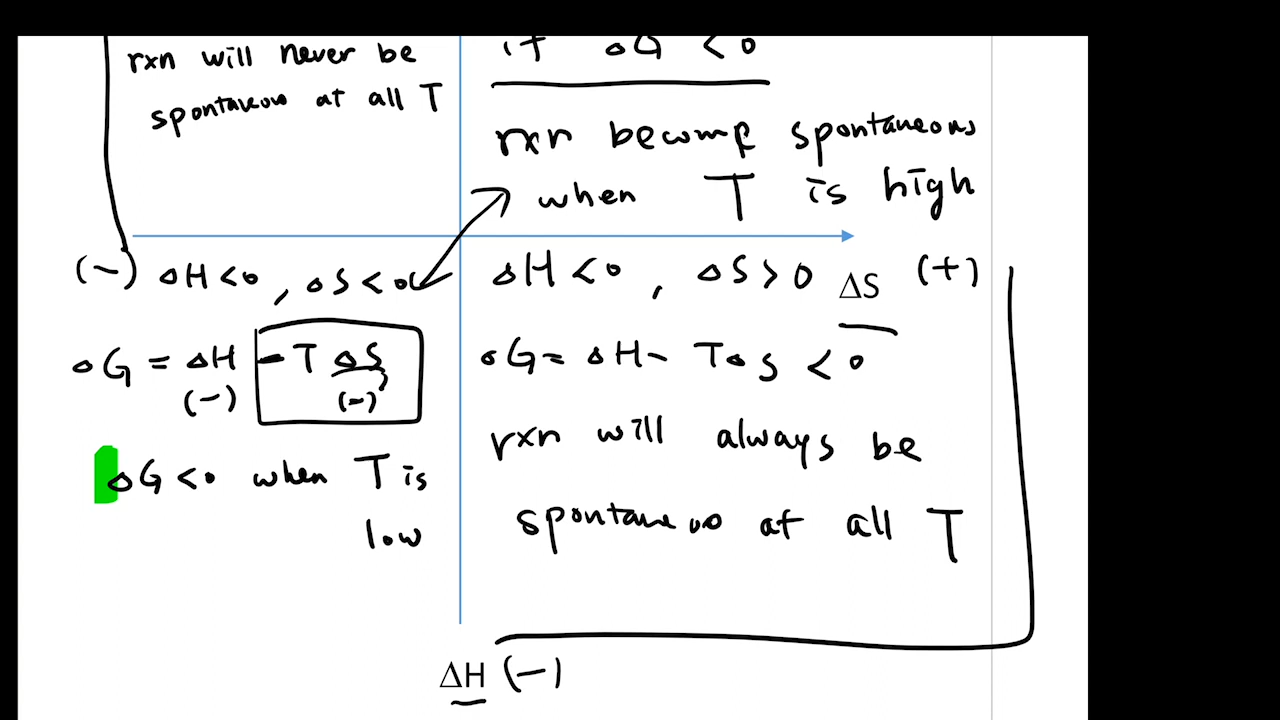 rxn will never be
spontaneous at all T
if ΔG < 0
rxn become spontaneous
when T is high
(-) ΔH<0, ΔS<0
ΔG = ΔH - TΔS
(-) (-)
ΔG<0 when T is
low
ΔH<0, ΔS>0 ΔS (+)
ΔG = ΔH - TΔS < 0
rxn will always be
spontaneous at all T
ΔH (-)